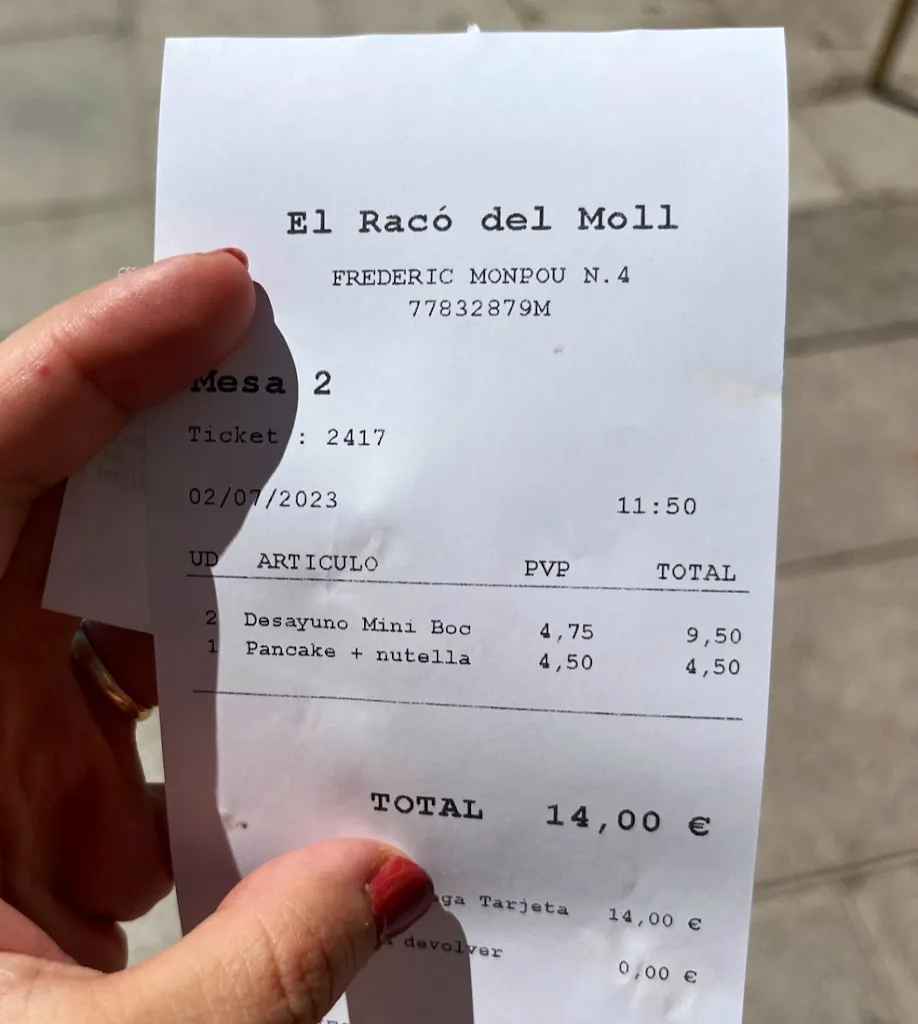 El Racó del Moll
FREDERIC MONPOU N.4
77832879M
Mesa 2
Ticket : 2417
02/07/2023 11:50
UD ARTICULO PVP TOTAL
2 Desayuno Mini Boc 4,75 9,50
1 Pancake + nutella 4,50 4,50
TOTAL 14,00 €
Tarjeta 14,00 €
devolver 0,00 €